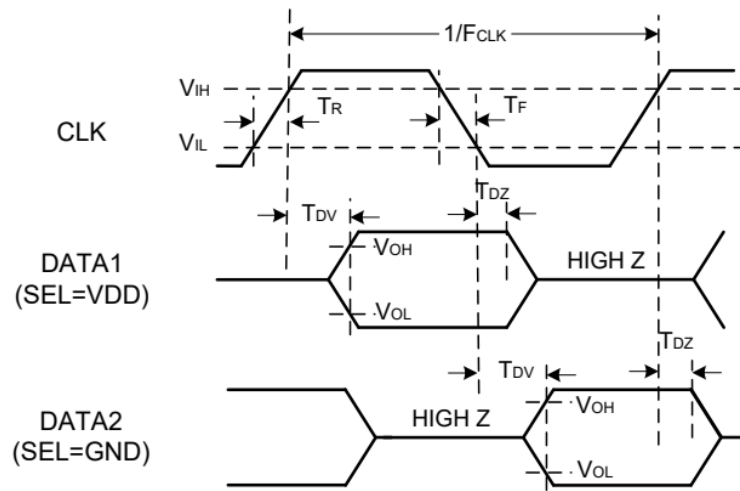 1/FCLK
VIH
TR
TF
CLK
VIL
TDZ
TDV
VOH
DATA1
HIGH Z
(SEL=VDD)
VOL
TDZ
TDV
VOH
DATA2
HIGH Z
(SEL=GND)
VOL